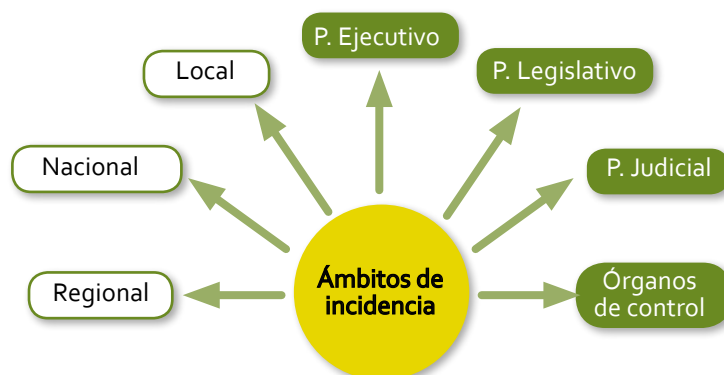 P. Ejecutivo
Local
P. Legislativo
Nacional
P. Judicial
Regional
Ámbitos de
incidencia
Órganos
de control